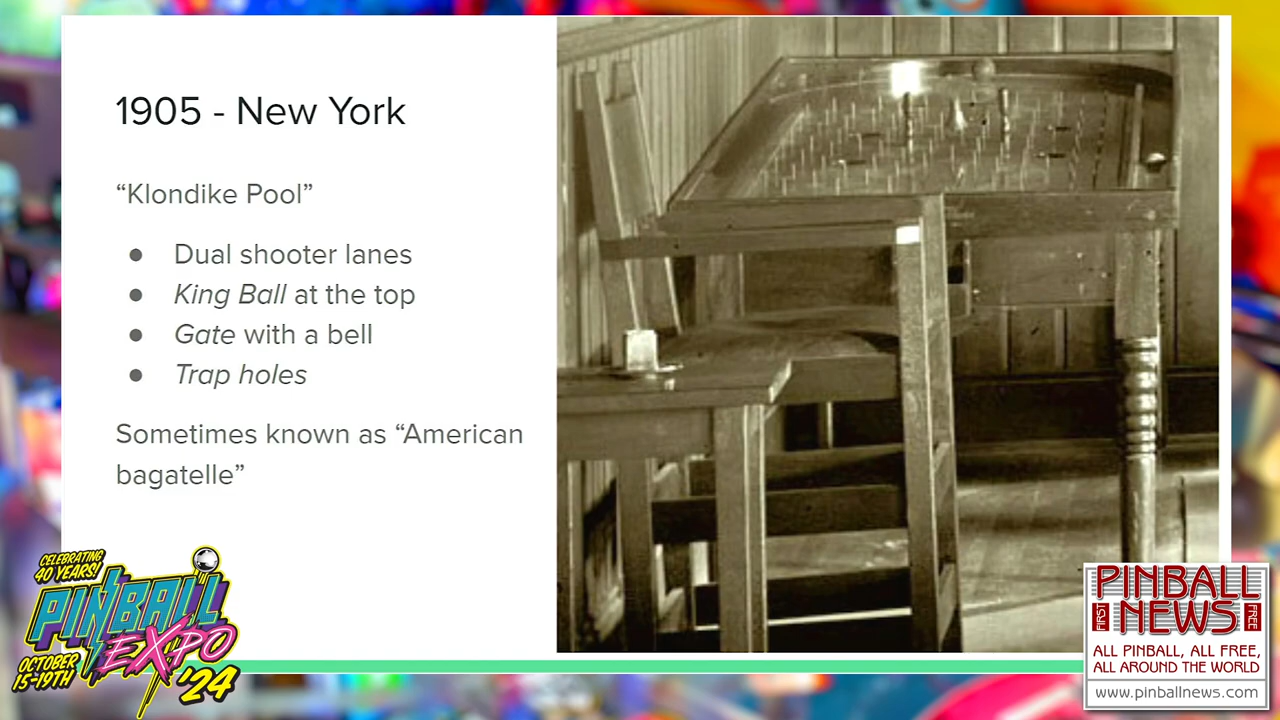 1905 - New York
“Klondike Pool”
● Dual shooter lanes
● King Ball at the top
● Gate with a bell
● Trap holes
Sometimes known as “American
bagatelle”
CELEBRATING
40 YEARS!
PINBALL
EXPO
OCTOBER
15-19TH
'24
PINBALL
FIRST NEWS FREE
ALL PINBALL, ALL FREE,
ALL AROUND THE WORLD
www.pinballnews.com